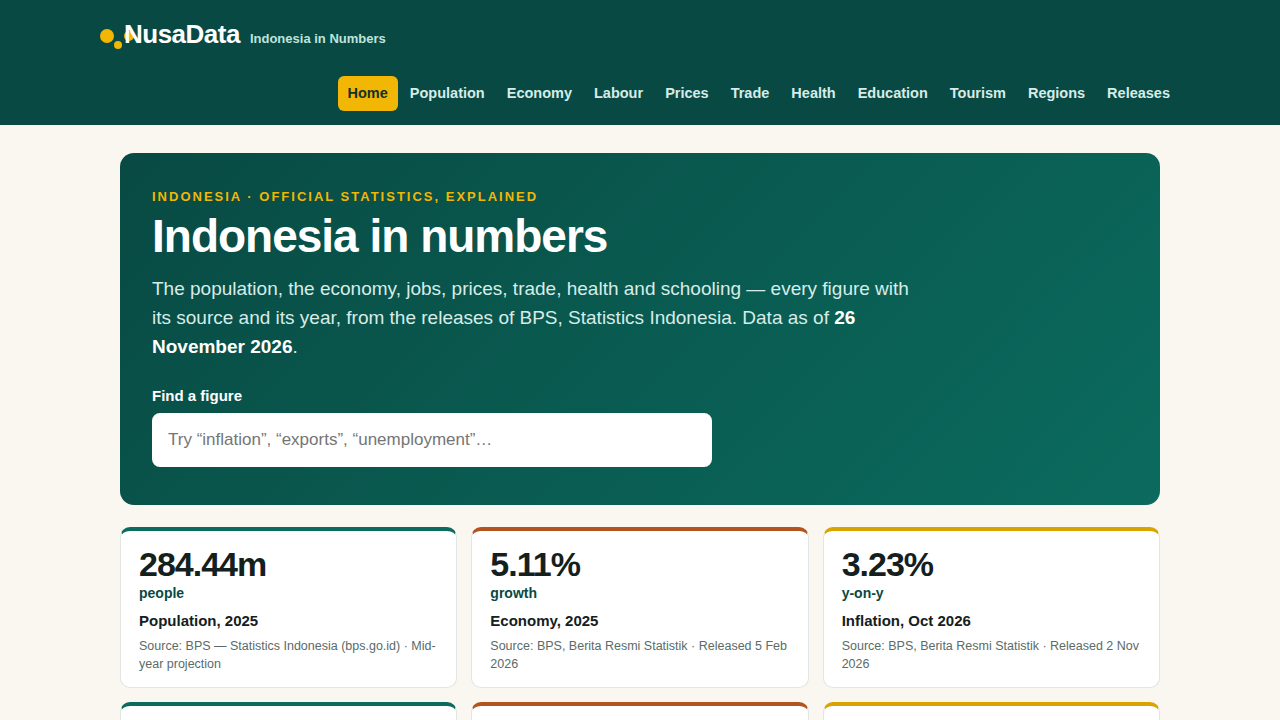 NusaData Indonesia in Numbers
Home Population Economy Labour Prices Trade Health Education Tourism Regions Releases
INDONESIA · OFFICIAL STATISTICS, EXPLAINED
Indonesia in numbers
The population, the economy, jobs, prices, trade, health and schooling — every figure with
its source and its year, from the releases of BPS, Statistics Indonesia. Data as of 26
November 2026.
Find a figure
Try “inflation”, “exports”, “unemployment”…
284.44m
people
Population, 2025
Source: BPS — Statistics Indonesia (bps.go.id) · Mid-
year projection
5.11%
growth
Economy, 2025
Source: BPS, Berita Resmi Statistik · Released 5 Feb
2026
3.23%
y-on-y
Inflation, Oct 2026
Source: BPS, Berita Resmi Statistik · Released 2 Nov
2026